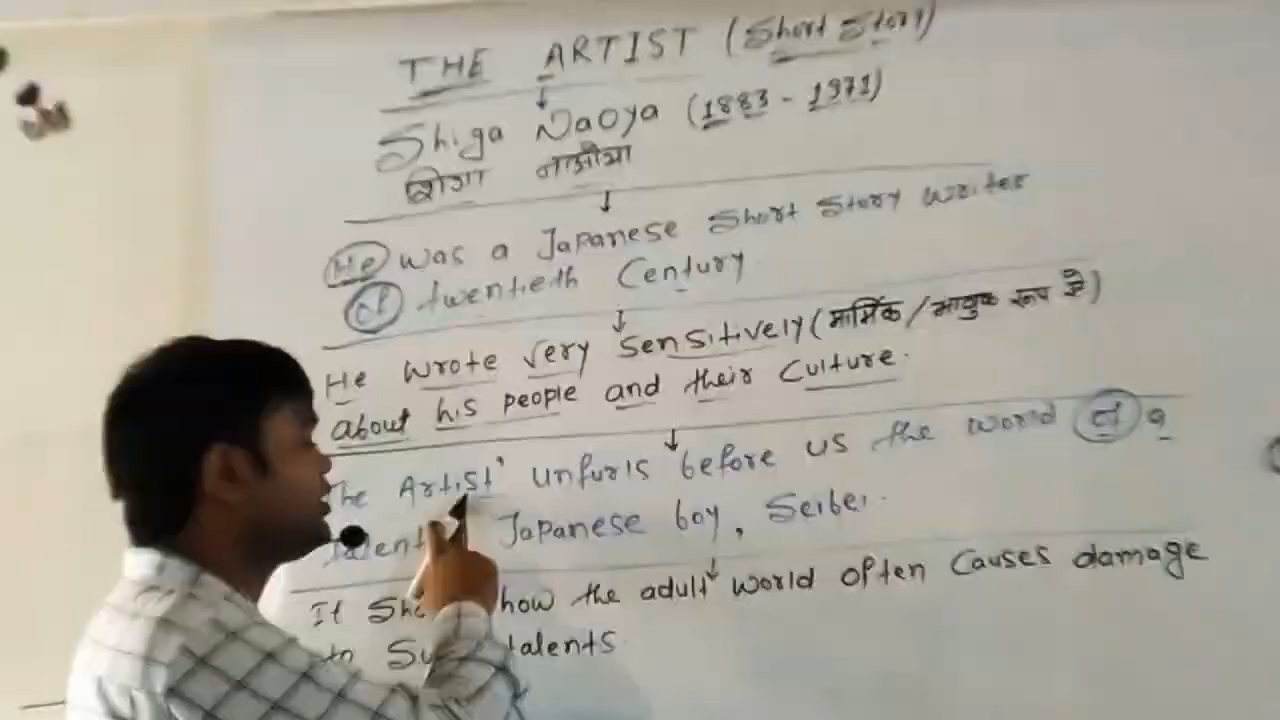 THE ARTIST (Short Story)
Shiga Naoya (1883 - 1971)
शिगा नाओया
He was a Japanese Short Story writer
of twentieth Century
He wrote very Sensitively (मार्मिक / भावुक रूप से)
about his people and their Culture.
The Artist' unfurls before us the world of a
Japanese boy, Seibei.
It how the adult world often Causes damage
to talents